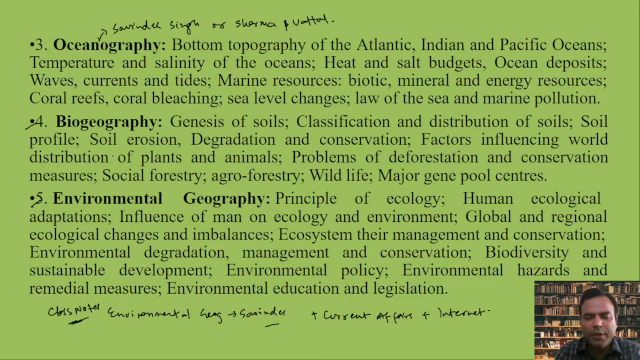 Savinder Singh or Sharma & Vattal.
•3. Oceanography: Bottom topography of the Atlantic, Indian and Pacific Oceans;
Temperature and salinity of the oceans; Heat and salt budgets, Ocean deposits;
Waves, currents and tides; Marine resources: biotic, mineral and energy resources;
Coral reefs, coral bleaching; sea level changes; law of the sea and marine pollution.
•4. Biogeography: Genesis of soils; Classification and distribution of soils; Soil
profile; Soil erosion, Degradation and conservation; Factors influencing world
distribution of plants and animals; Problems of deforestation and conservation
measures; Social forestry; agro-forestry; Wild life; Major gene pool centres.
•5. Environmental Geography: Principle of ecology; Human ecological
adaptations; Influence of man on ecology and environment; Global and regional
ecological changes and imbalances; Ecosystem their management and conservation;
Environmental degradation, management and conservation; Biodiversity and
sustainable development; Environmental policy; Environmental hazards and
remedial measures; Environmental education and legislation.
Class Notes Environmental Geog → Savinder + Current Affairs + Internet.